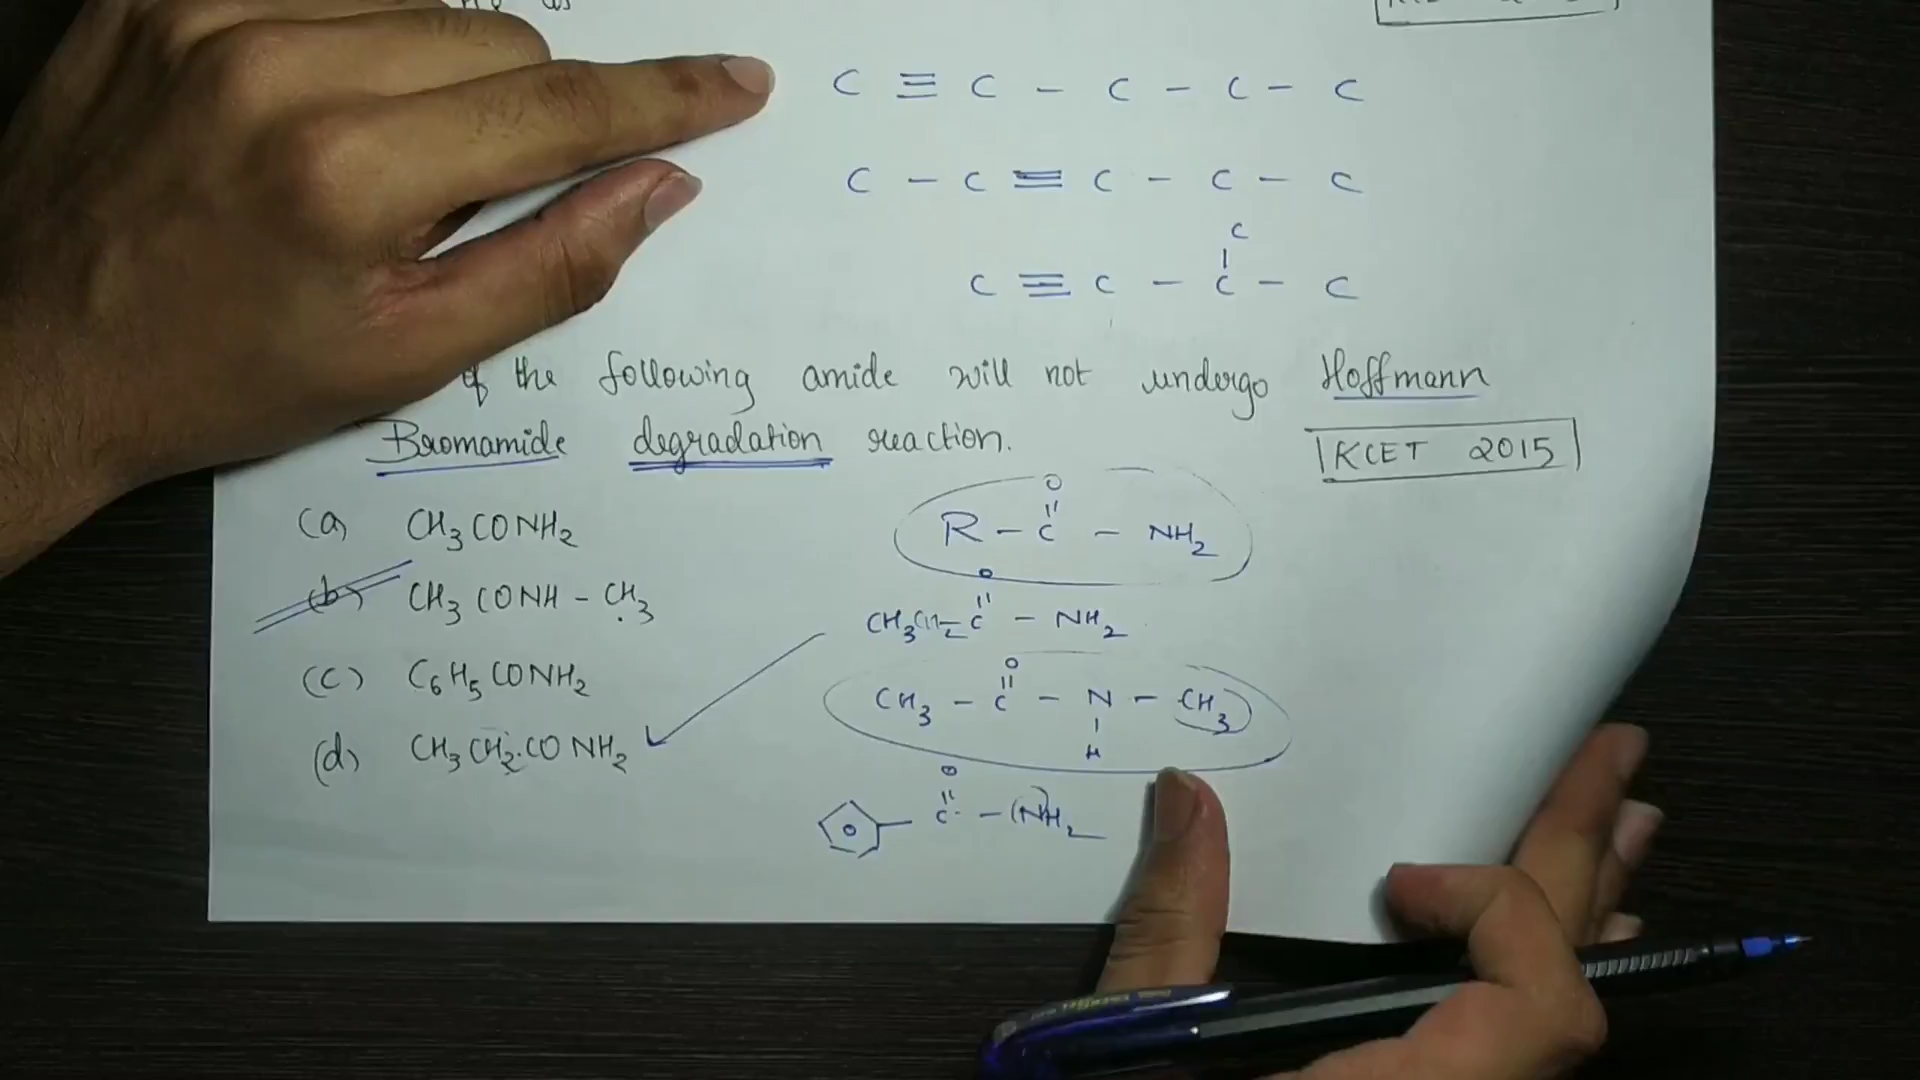 C ≡ C - C - C - C
C - C ≡ C - C - C
C
C ≡ C - C - C
of the following amide will not undergo Hoffmann
Bromamide degradation reaction.
KCET 2015
(a) CH3CONH2
(b) CH3CONH - CH3
(c) C6H5CONH2
(d) CH3CH2.CONH2
O
R - C - NH2
O
CH3CH2 - C - NH2
O
CH3 - C - N - CH3
H
O
C - NH2